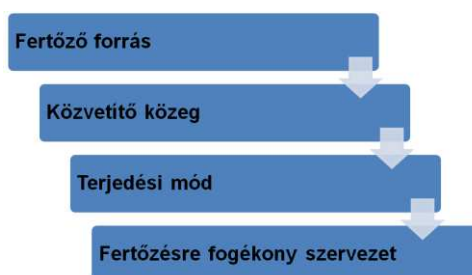 Fertőző forrás
Közvetítő közeg
Terjedési mód
Fertőzésre fogékony szervezet